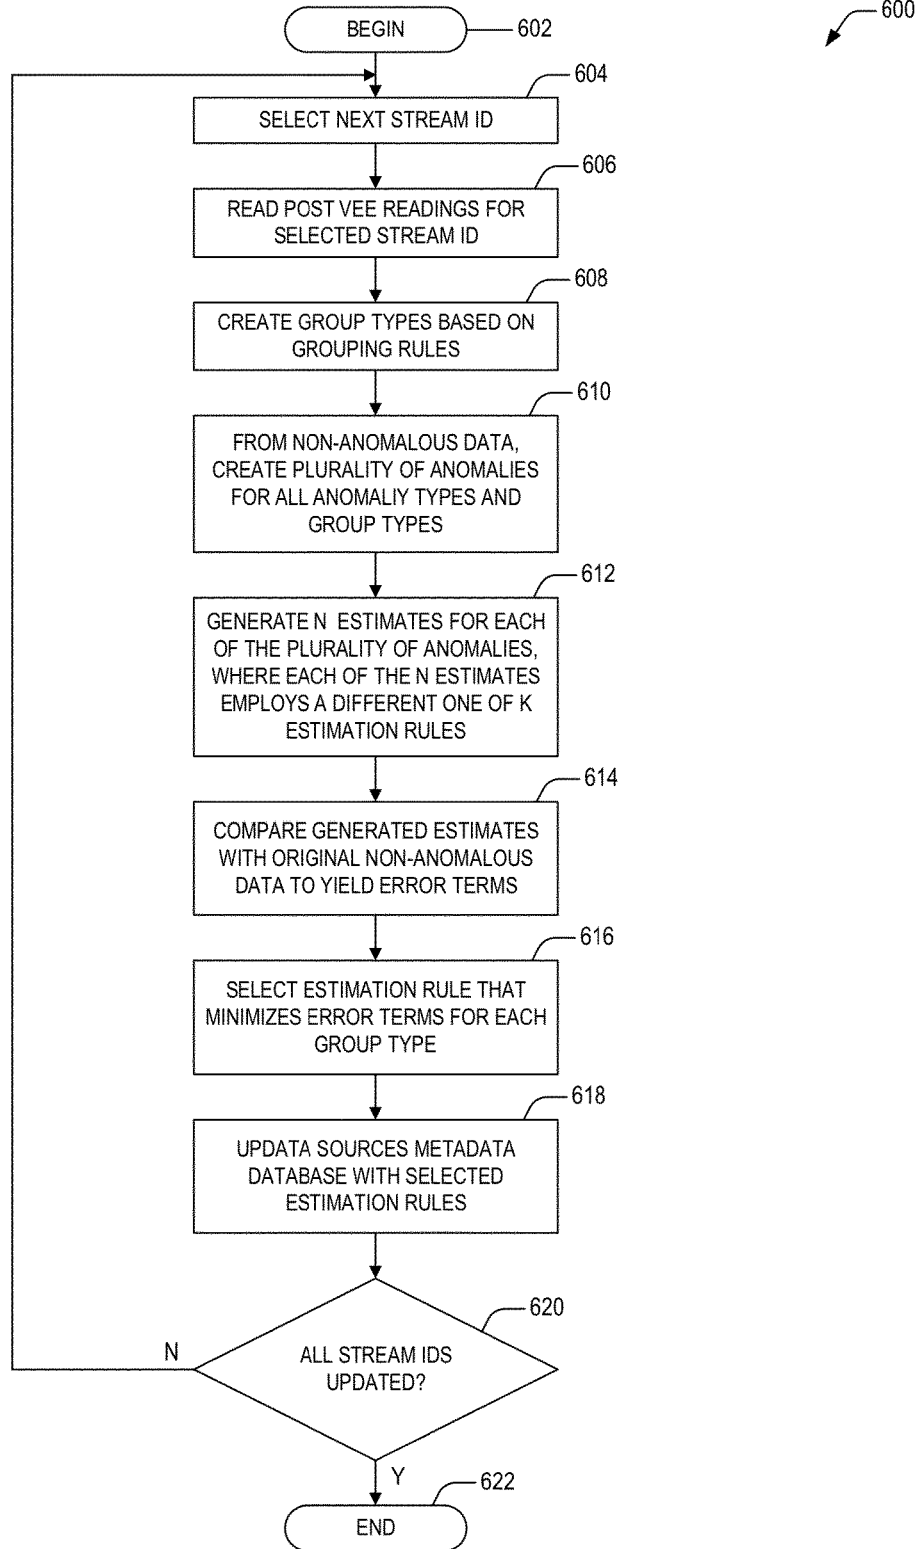 600
BEGIN
602
604
SELECT NEXT STREAM ID
606
READ POST VEE READINGS FOR
SELECTED STREAM ID
608
CREATE GROUP TYPES BASED ON
GROUPING RULES
610
FROM NON-ANOMALOUS DATA,
CREATE PLURALITY OF ANOMALIES
FOR ALL ANOMALIY TYPES AND
GROUP TYPES
612
GENERATE N ESTIMATES FOR EACH
OF THE PLURALITY OF ANOMALIES,
WHERE EACH OF THE N ESTIMATES
EMPLOYS A DIFFERENT ONE OF K
ESTIMATION RULES
614
COMPARE GENERATED ESTIMATES
WITH ORIGINAL NON-ANOMALOUS
DATA TO YIELD ERROR TERMS
616
SELECT ESTIMATION RULE THAT
MINIMIZES ERROR TERMS FOR EACH
GROUP TYPE
618
UPDATA SOURCES METADATA
DATABASE WITH SELECTED
ESTIMATION RULES
620
ALL STREAM IDS
UPDATED?
N
Y
622
END